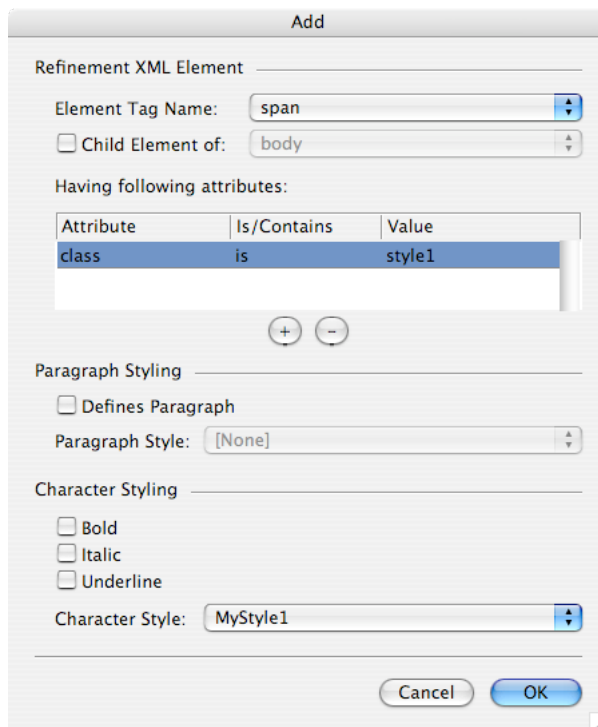 Add
Refinement XML Element
Element Tag Name: span
Child Element of: body
Having following attributes:
Attribute Is/Contains Value
class is style1
+ -
Paragraph Styling
Defines Paragraph
Paragraph Style: [None]
Character Styling
Bold
Italic
Underline
Character Style: MyStyle1
Cancel OK